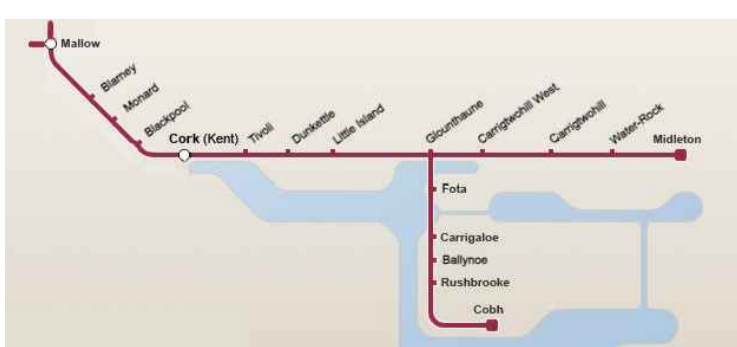 Mallow
Blarney
Monard
Blackpool
Cork (Kent)
Tivoli
Dunkettle
Little Island
Glounthaune
Carrigtwohill West
Carrigtwohill
Water-Rock
Midleton
Fota
Carrigaloe
Ballynoe
Rushbrooke
Cobh